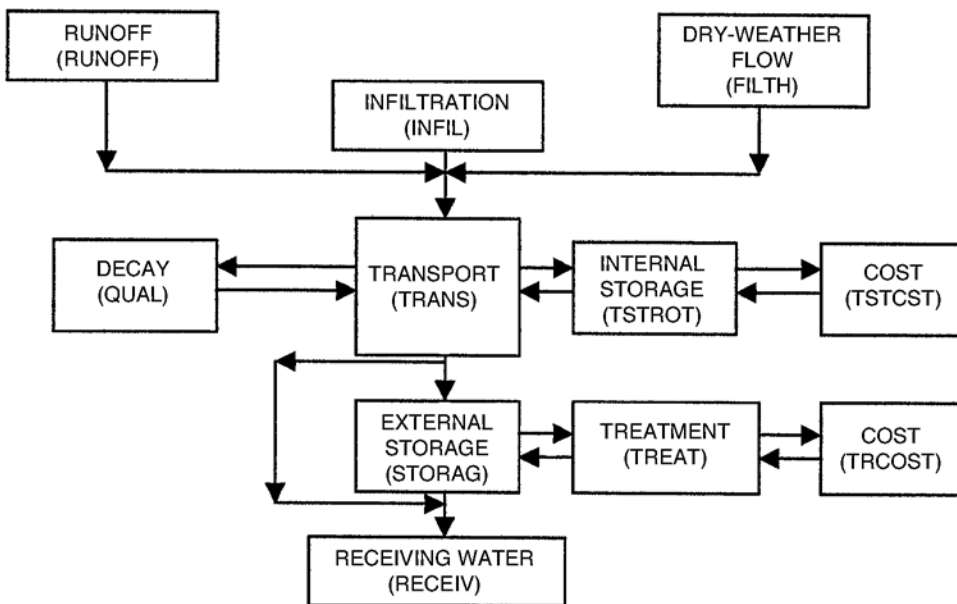 RUNOFF
(RUNOFF)
DRY-WEATHER
FLOW
(FILTH)
INFILTRATION
(INFIL)
DECAY
(QUAL)
TRANSPORT
(TRANS)
INTERNAL
STORAGE
(TSTROT)
COST
(TSTCST)
EXTERNAL
STORAGE
(STORAG)
TREATMENT
(TREAT)
COST
(TRCOST)
RECEIVING WATER
(RECEIV)